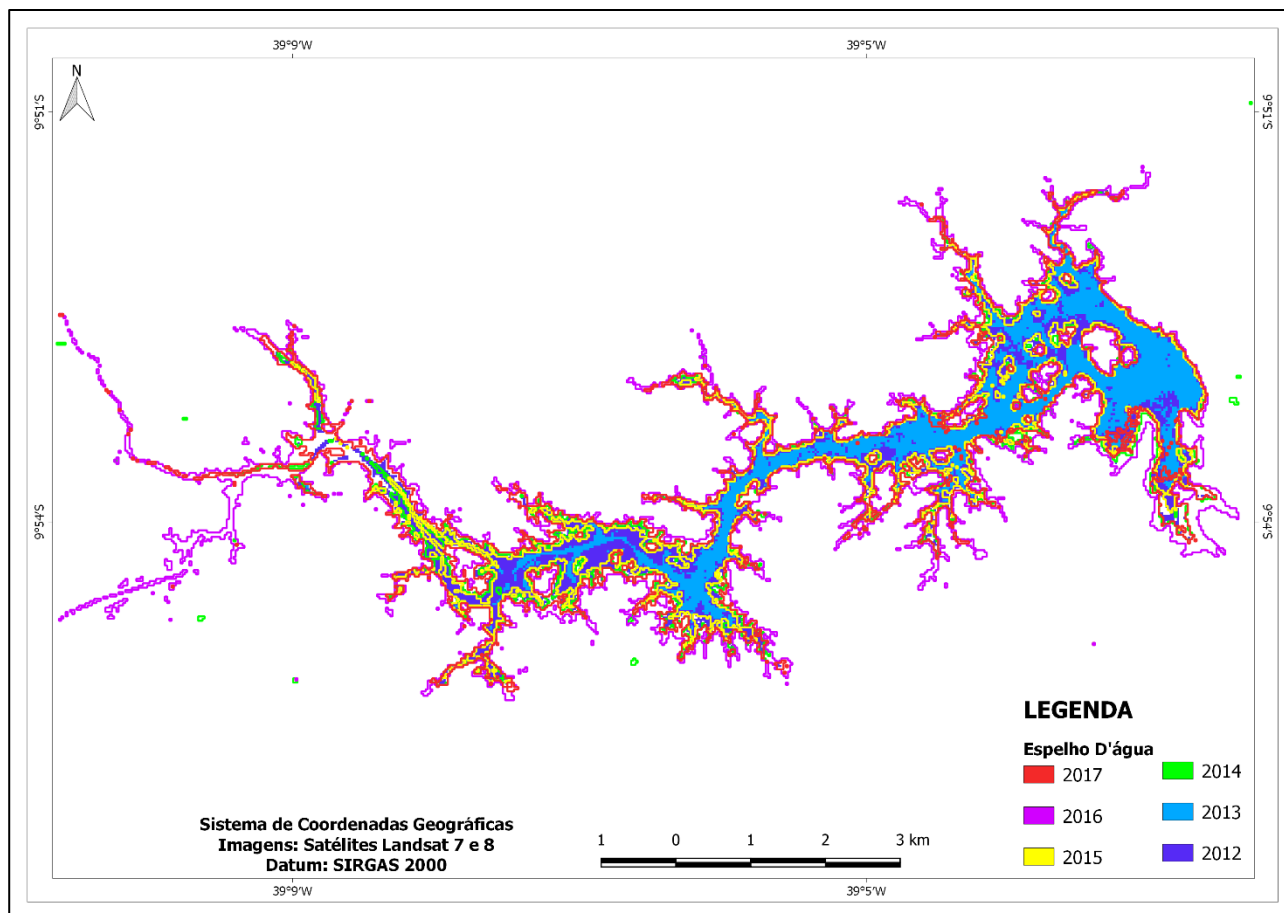 39°9'W 39°5'W
N
9°51'S 9°51'S
9°54'S 9°54'S
LEGENDA
Espelho D'água
2017 2014
2016 2013
2015 2012
Sistema de Coordenadas Geográficas
Imagens: Satélites Landsat 7 e 8
Datum: SIRGAS 2000
1 0 1 2 3 km
39°9'W 39°5'W